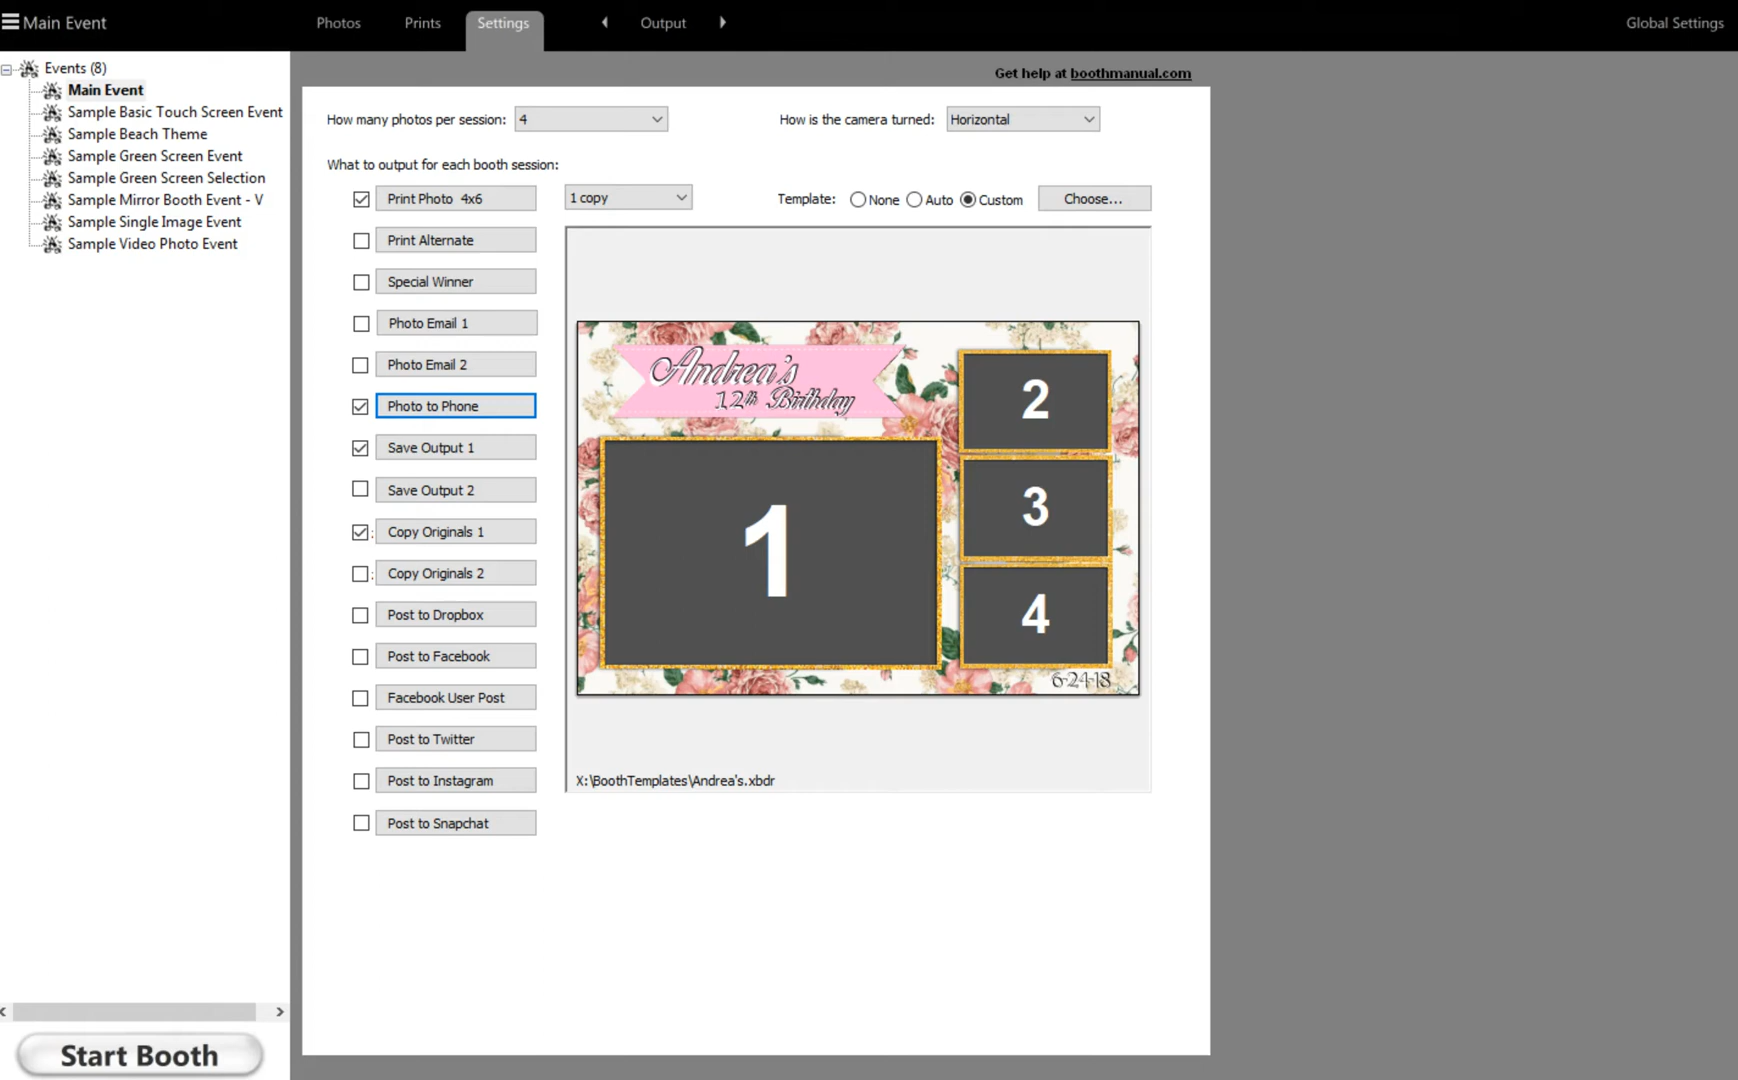 Main Event
Photos
Prints
Settings
Output
Global Settings
Events (8)
Main Event
Sample Basic Touch Screen Event
Sample Beach Theme
Sample Green Screen Event
Sample Green Screen Selection
Sample Mirror Booth Event - V
Sample Single Image Event
Sample Video Photo Event
Get help at boothmanual.com
How many photos per session: 4
How is the camera turned: Horizontal
What to output for each booth session:
Print Photo 4x6
1 copy
Template: None Auto Custom Choose...
Print Alternate
Special Winner
Photo Email 1
Photo Email 2
Photo to Phone
Save Output 1
Save Output 2
Copy Originals 1
Copy Originals 2
Post to Dropbox
Post to Facebook
Facebook User Post
Post to Twitter
Post to Instagram
Post to Snapchat
Andrea's
12th Birthday
1
2
3
4
6-24-18
X:\BoothTemplates\Andrea's.xbdr
Start Booth